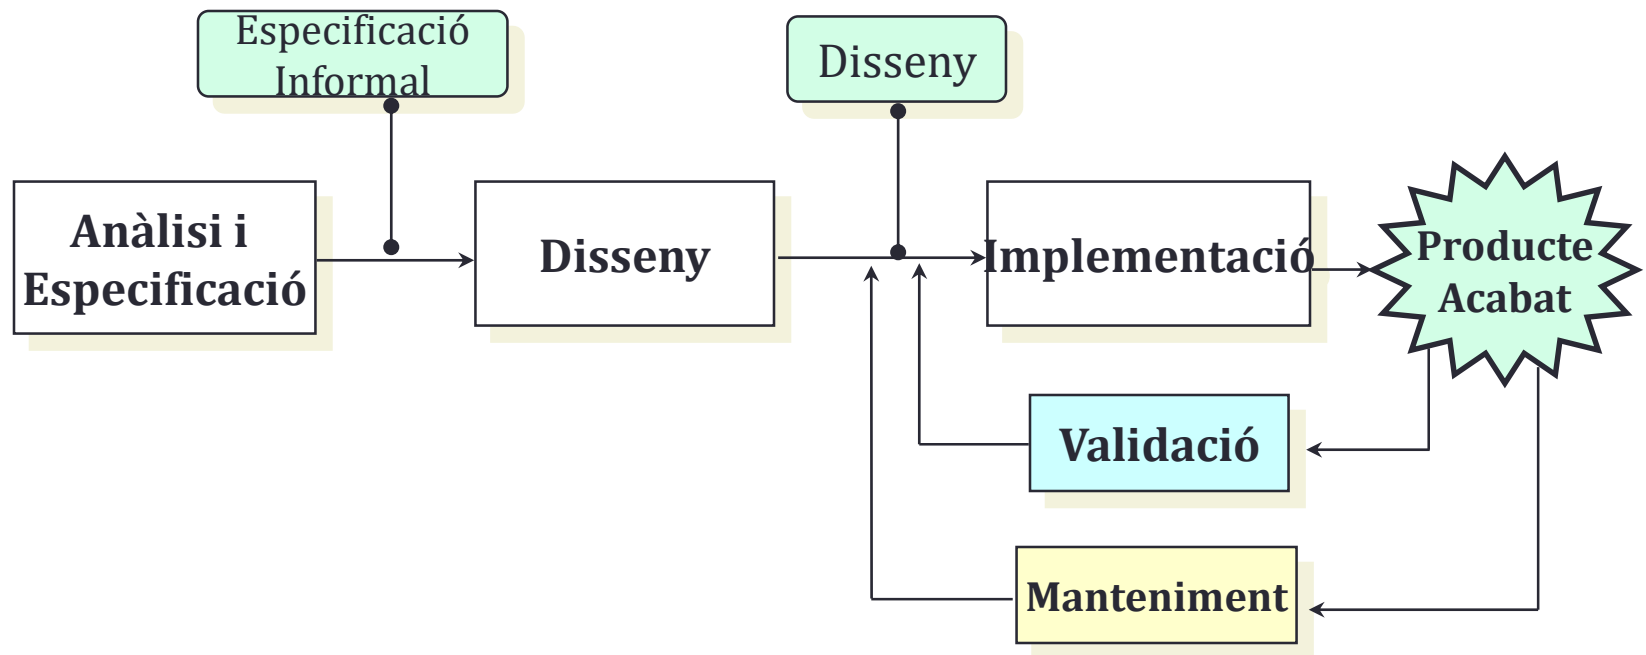 Especificació
Informal
Disseny
Anàlisi i
Especificació
Disseny
Implementació
Producte
Acabat
Validació
Manteniment